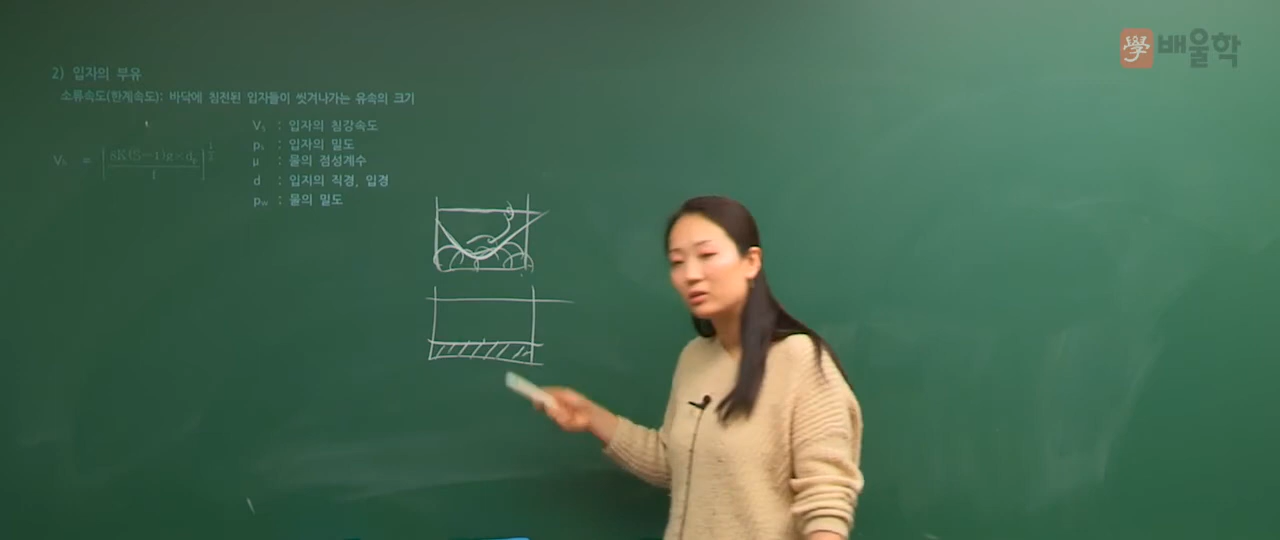 學 배울학
2) 입자의 부유
소류속도(한계속도): 바닥에 침전된 입자들이 씻겨나가는 유속의 크기
Vs : 입자의 침강속도
ps : 입자의 밀도
μ : 물의 점성계수
d : 입자의 직경, 입경
pw : 물의 밀도